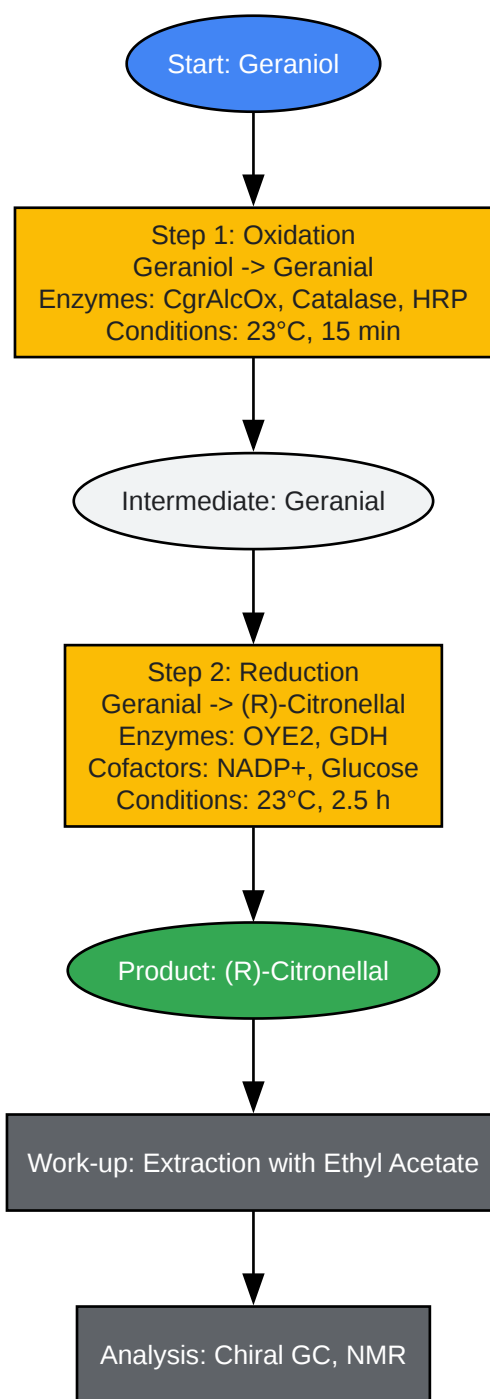 Start: Geraniol
Step 1: Oxidation
Geraniol -> Geranial
Enzymes: CgrAlcOx, Catalase, HRP
Conditions: 23°C, 15 min
Intermediate: Geranial
Step 2: Reduction
Geranial -> (R)-Citronellal
Enzymes: OYE2, GDH
Cofactors: NADP+, Glucose
Conditions: 23°C, 2.5 h
Product: (R)-Citronellal
Work-up: Extraction with Ethyl Acetate
Analysis: Chiral GC, NMR